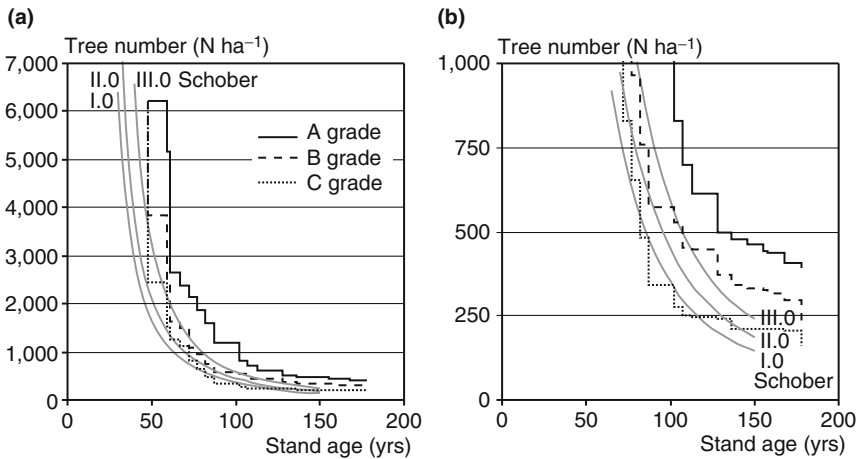 (a)
Tree number (N ha⁻¹)
7,000
6,000
5,000
4,000
3,000
2,000
1,000
0
II.0 III.0 Schober
I.0
A grade
B grade
C grade
0 50 100 150 200
Stand age (yrs)
(b)
Tree number (N ha⁻¹)
1,000
750
500
250
0
III.0
II.0
I.0
Schober
0 50 100 150 200
Stand age (yrs)